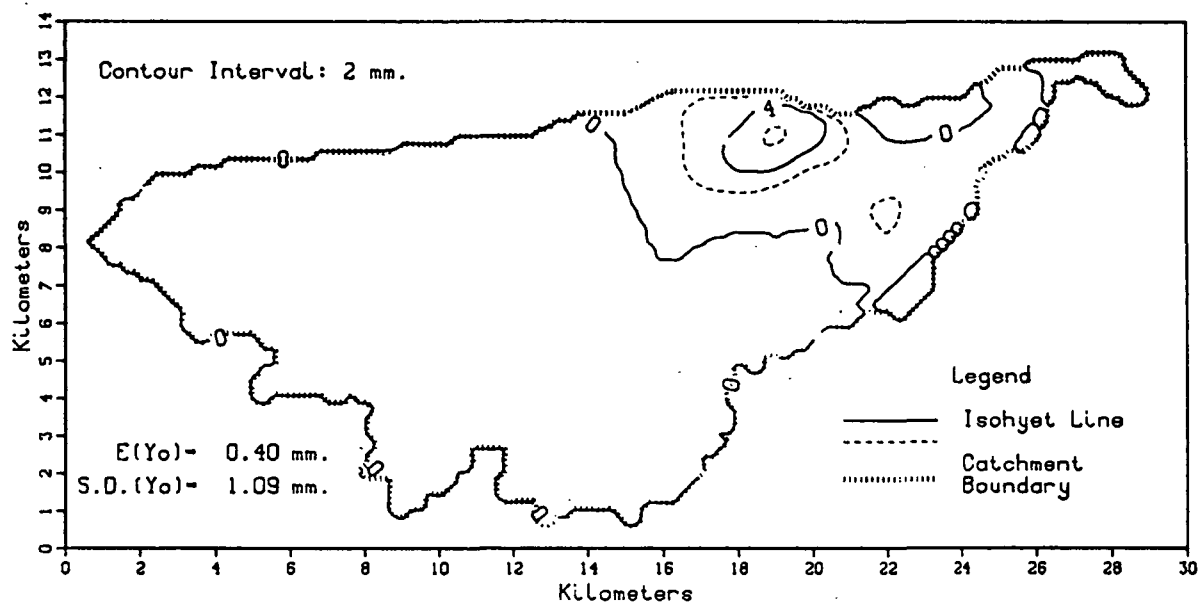 Contour Interval: 2 mm.
14
13
12
11
10
9
8
7
6
5
4
3
2
1
0
Kilometers
4
0
0
0
0
0
0
0
0
0
E(Yo)= 0.40 mm.
S.D.(Yo)= 1.09 mm.
Legend
Isohyet Line
Catchment
Boundary
0 2 4 6 8 10 12 14 16 18 20 22 24 26 28 30
Kilometers